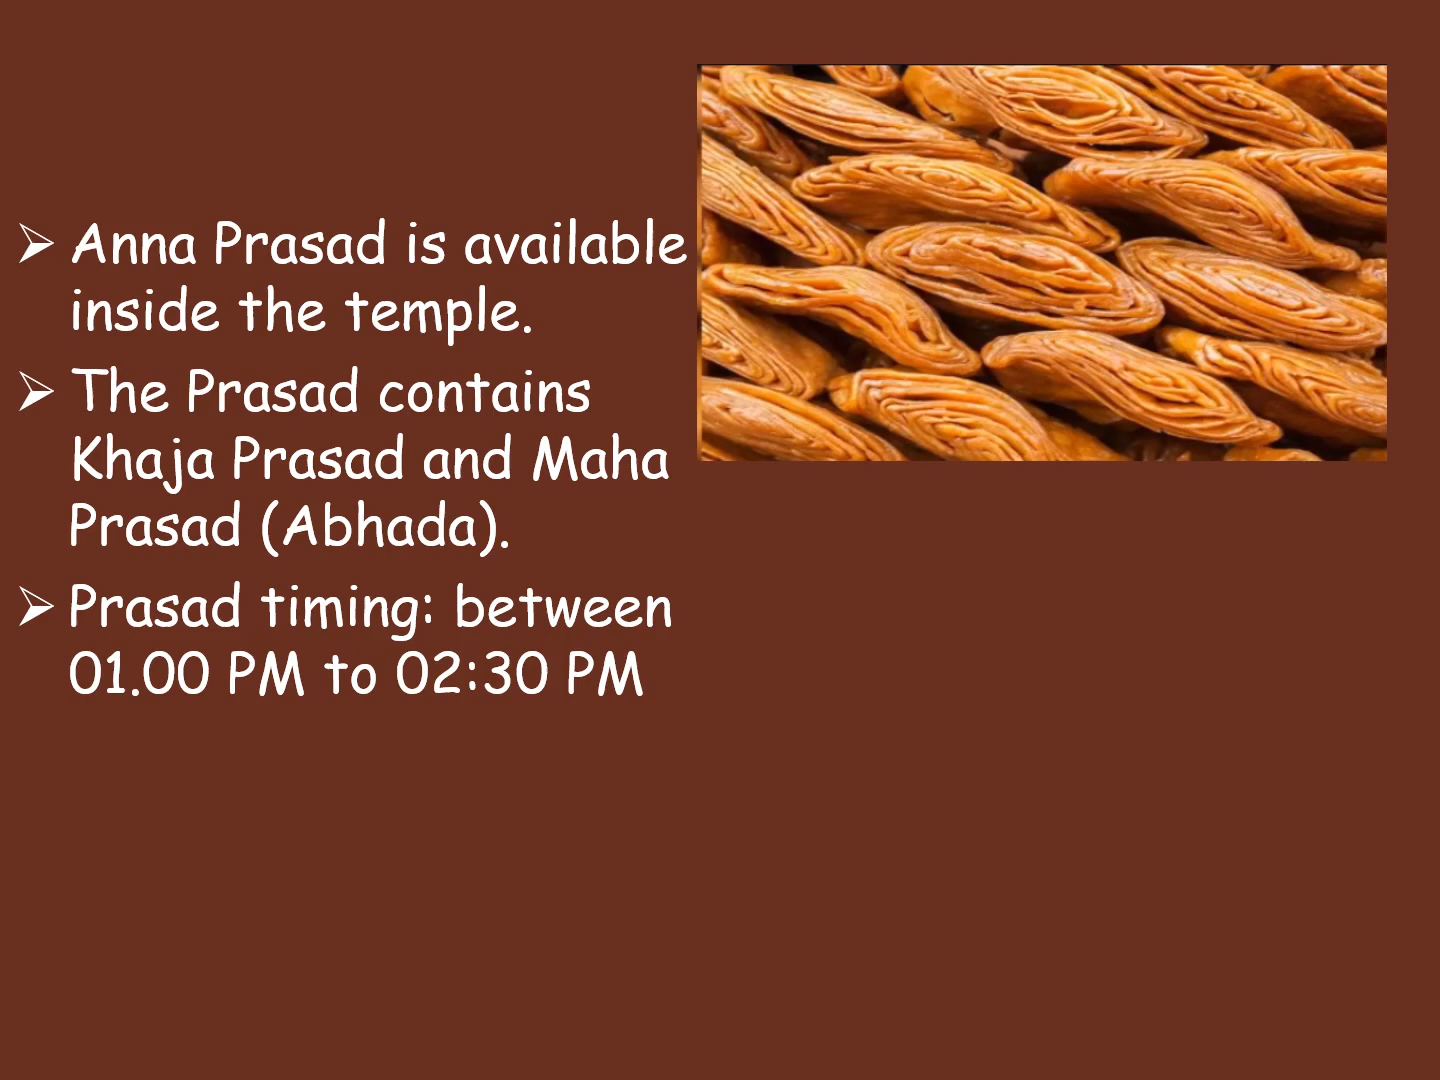 ➢ Anna Prasad is available
inside the temple.
➢ The Prasad contains
Khaja Prasad and Maha
Prasad (Abhada).
➢ Prasad timing: between
01.00 PM to 02:30 PM